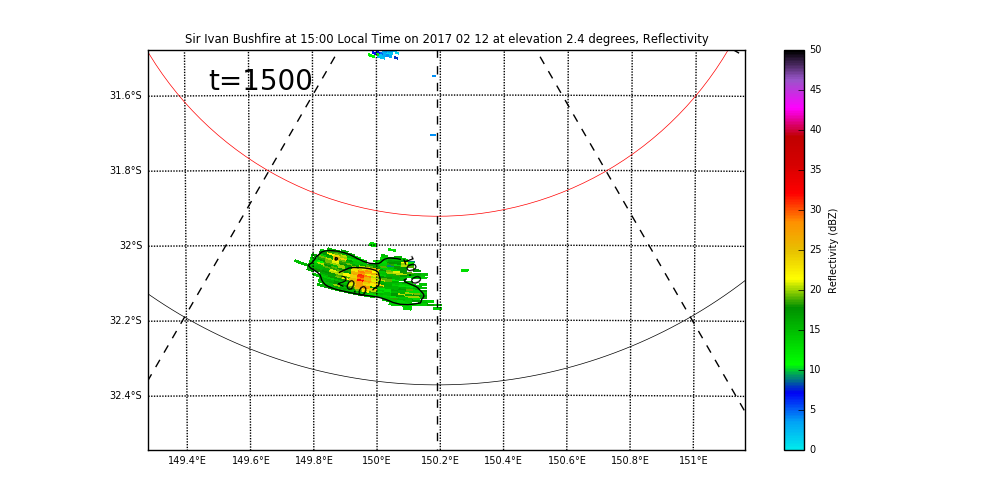 Sir Ivan Bushfire at 15:00 Local Time on 2017 02 12 at elevation 2.4 degrees, Reflectivity
t=1500
31.6°S
31.8°S
32°S
32.2°S
32.4°S
20.0
10.0
149.4°E 149.6°E 149.8°E 150°E 150.2°E 150.4°E 150.6°E 150.8°E 151°E
50
45
40
35
30
25
20
15
10
5
0
Reflectivity (dBZ)